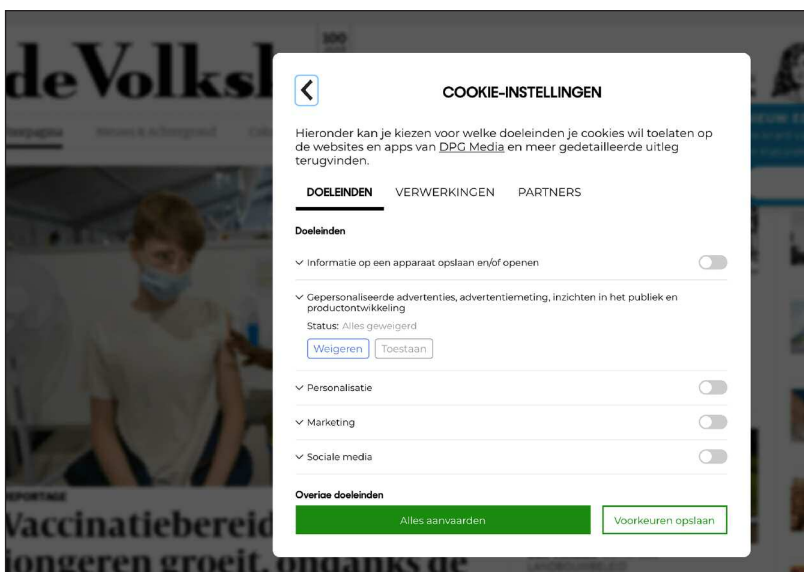 100
de Volksk
COOKIE-INSTELLINGEN
Hieronder kan je kiezen voor welke doeleinden je cookies wil toelaten op
de websites en apps van DPG Media en meer gedetailleerde uitleg
terugvinden.
DOELEINDEN VERWERKINGEN PARTNERS
Doeleinden
Informatie op een apparaat opslaan en/of openen
Gepersonaliseerde advertenties, advertentiemeting, inzichten in het publiek en
productontwikkeling
Status: Alles geweigerd
Weigeren Toestaan
Personalisatie
Marketing
Sociale media
Overige doeleinden
Alles aanvaarden Voorkeuren opslaan
REPORTAGE
Vaccinatiebereid
jongeren groeit, ondanks de